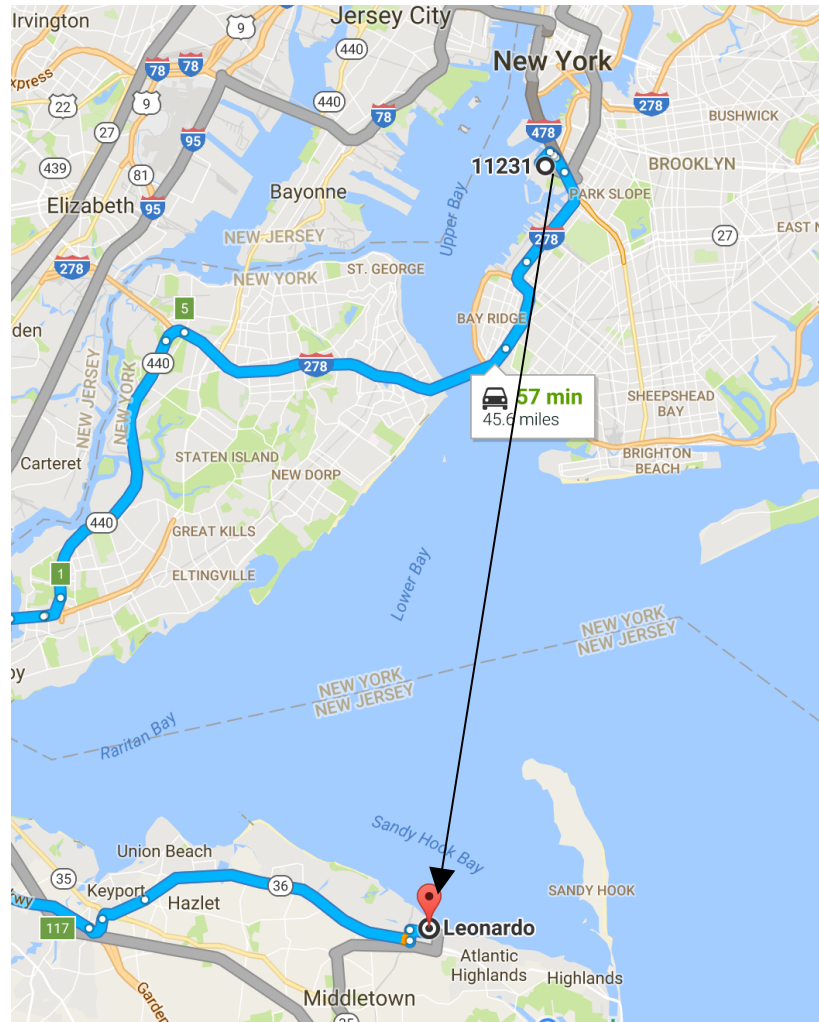 Irvington
Jersey City
9
440
New York
78
78
xpress
22
9
440
78
278
BUSHWICK
27
95
478
439
11231
BROOKLYN
81
Bayonne
PARK SLOPE
Elizabeth
95
Upper Bay
NEW JERSEY
278
27
EAST N
278
NEW YORK
ST. GEORGE
5
den
BAY RIDGE
440
278
NEW JERSEY
NEW YORK
57 min
45.6 miles
SHEEPSHEAD
BAY
Carteret
STATEN ISLAND
NEW DORP
BRIGHTON
BEACH
440
GREAT KILLS
1
ELTINGVILLE
Lower Bay
NEW YORK
NEW JERSEY
oy
NEW YORK
NEW JERSEY
Raritan Bay
Sandy Hook Bay
Union Beach
35
Keyport
36
SANDY HOOK
kwy
Hazlet
117
Leonardo
Atlantic
Highlands
Highlands
Middletown
Garden
35